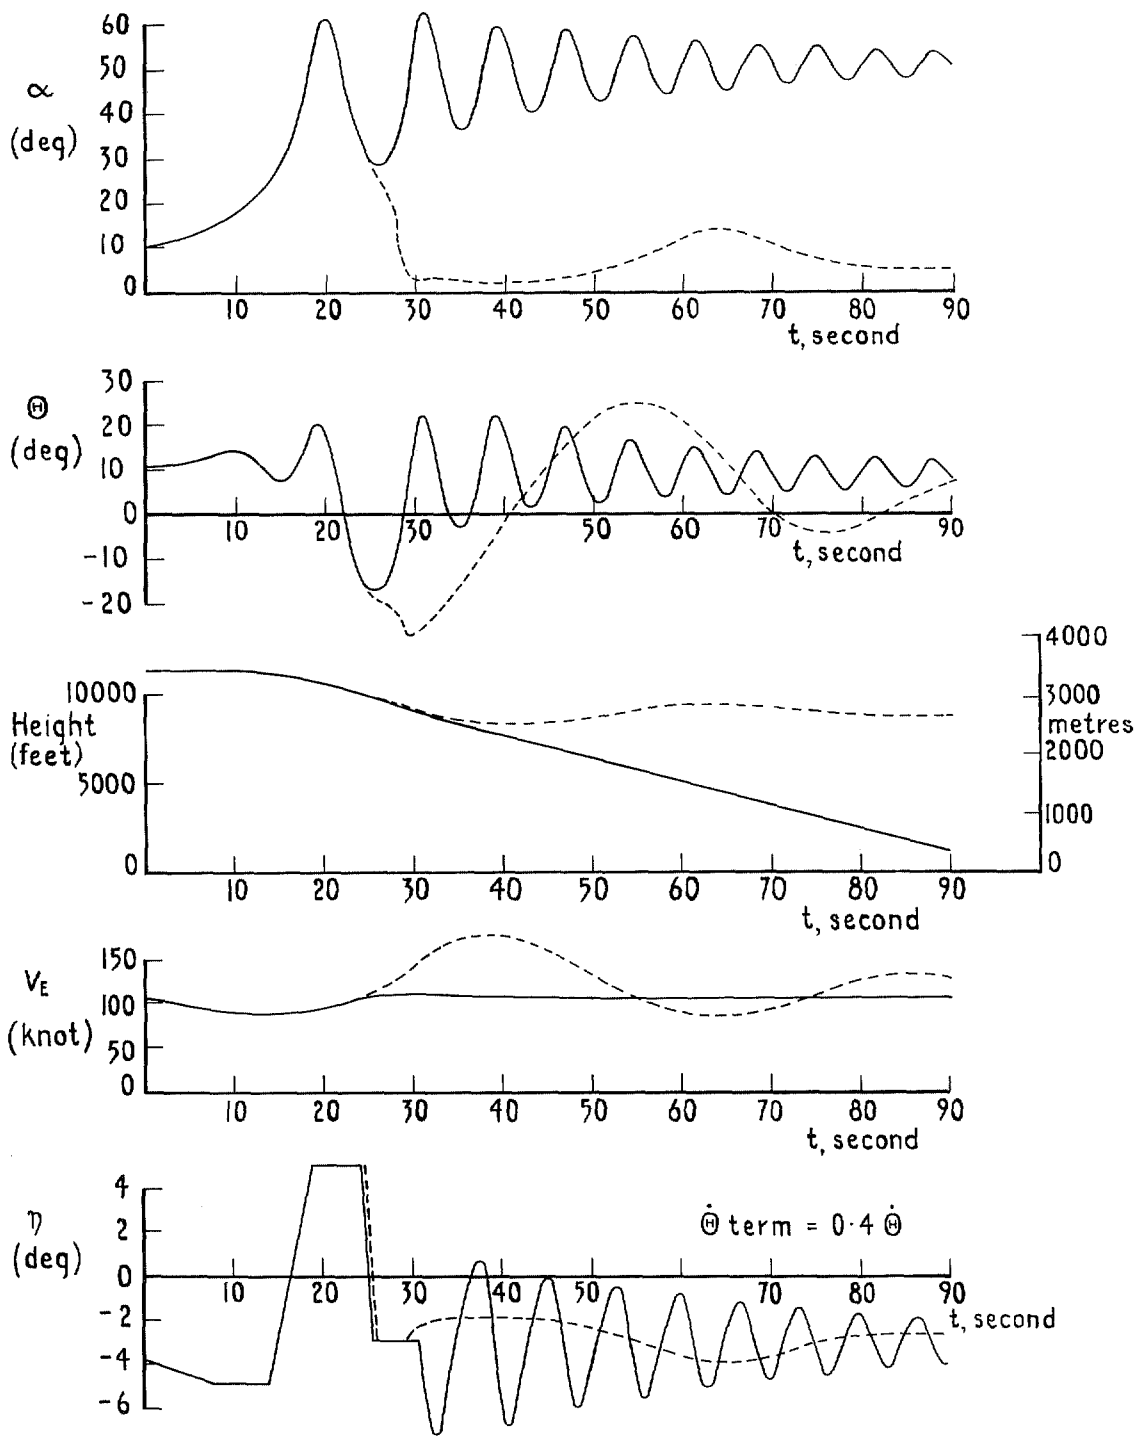 60
50
40
30
20
10
0
α
(deg)
10 20 30 40 50 60 70 80 90
t, second
30
20
10
0
-10
-20
Θ
(deg)
10 20 30 40 50 60 70 80 90
t, second
10000
5000
0
Height
(feet)
4000
3000
metres
2000
1000
0
10 20 30 40 50 60 70 80 90
t, second
150
100
50
0
V_E
(knot)
10 20 30 40 50 60 70 80 90
t, second
4
2
0
-2
-4
-6
η
(deg)
Θ̇ term = 0·4 Θ̇
10 20 30 40 50 60 70 80 90
t, second